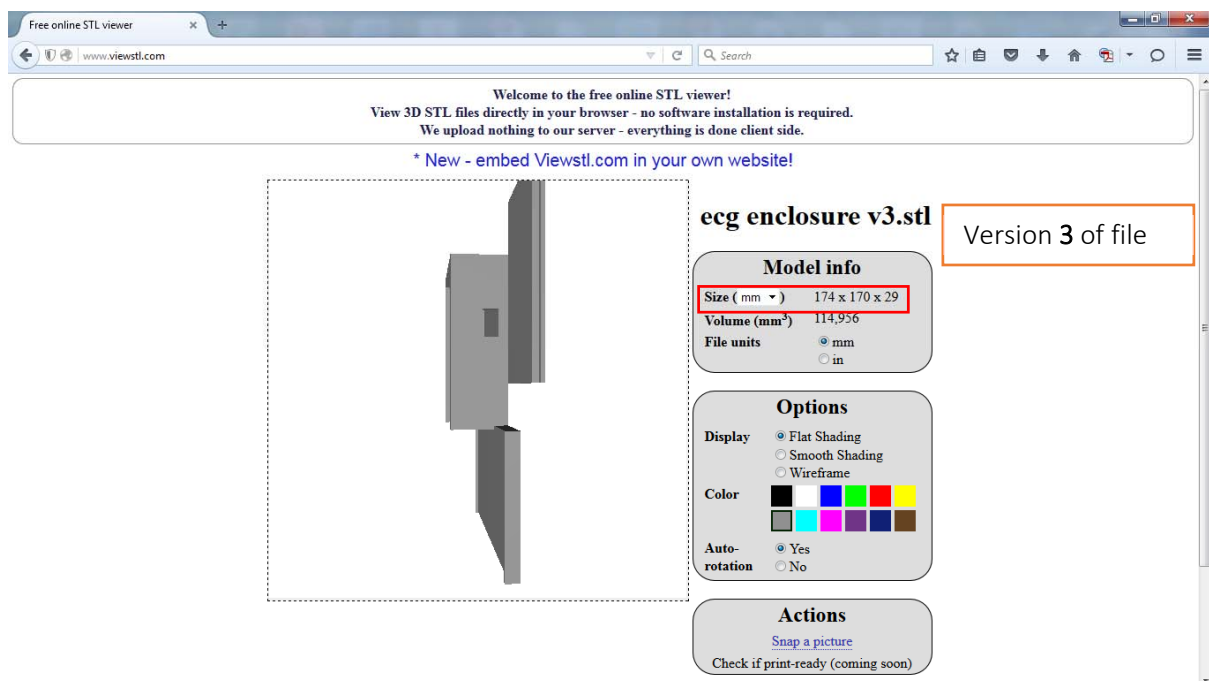 Free online STL viewer
www.viewstl.com
Search
Welcome to the free online STL viewer!
View 3D STL files directly in your browser - no software installation is required.
We upload nothing to our server - everything is done client side.
* New - embed Viewstl.com in your own website!
ecg enclosure v3.stl
Version 3 of file
Model info
Size ( mm ) 174 x 170 x 29
Volume (mm³) 114,956
File units mm
in
Options
Display Flat Shading
Smooth Shading
Wireframe
Color
Auto-rotation Yes
No
Actions
Snap a picture
Check if print-ready (coming soon)